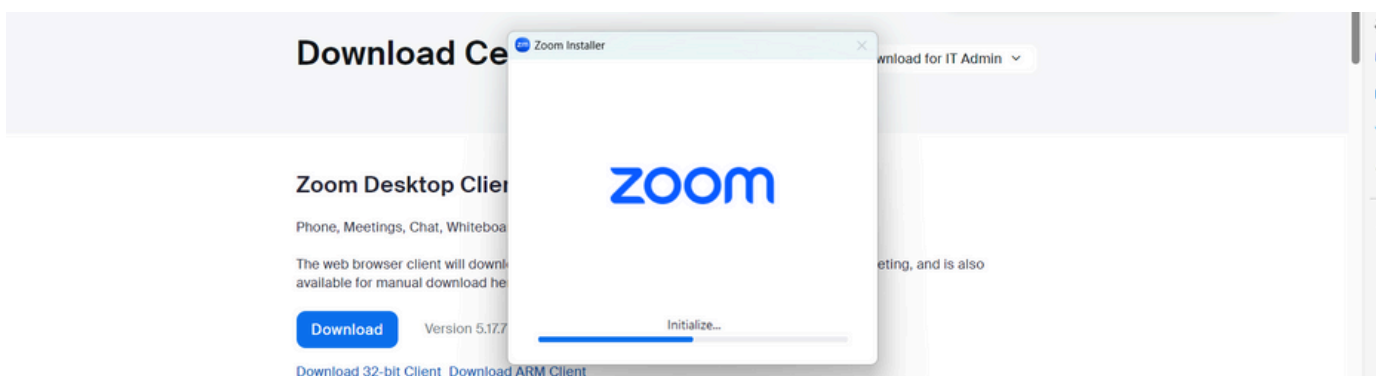 Download Ce
zm Zoom Installer
wnload for IT Admin
zoom
Zoom Desktop Clier
Phone, Meetings, Chat, Whiteboa
The web browser client will downl
eting, and is also
available for manual download he
Download
Version 5.17.7
Initialize...
Download 32-bit Client Download ARM Client